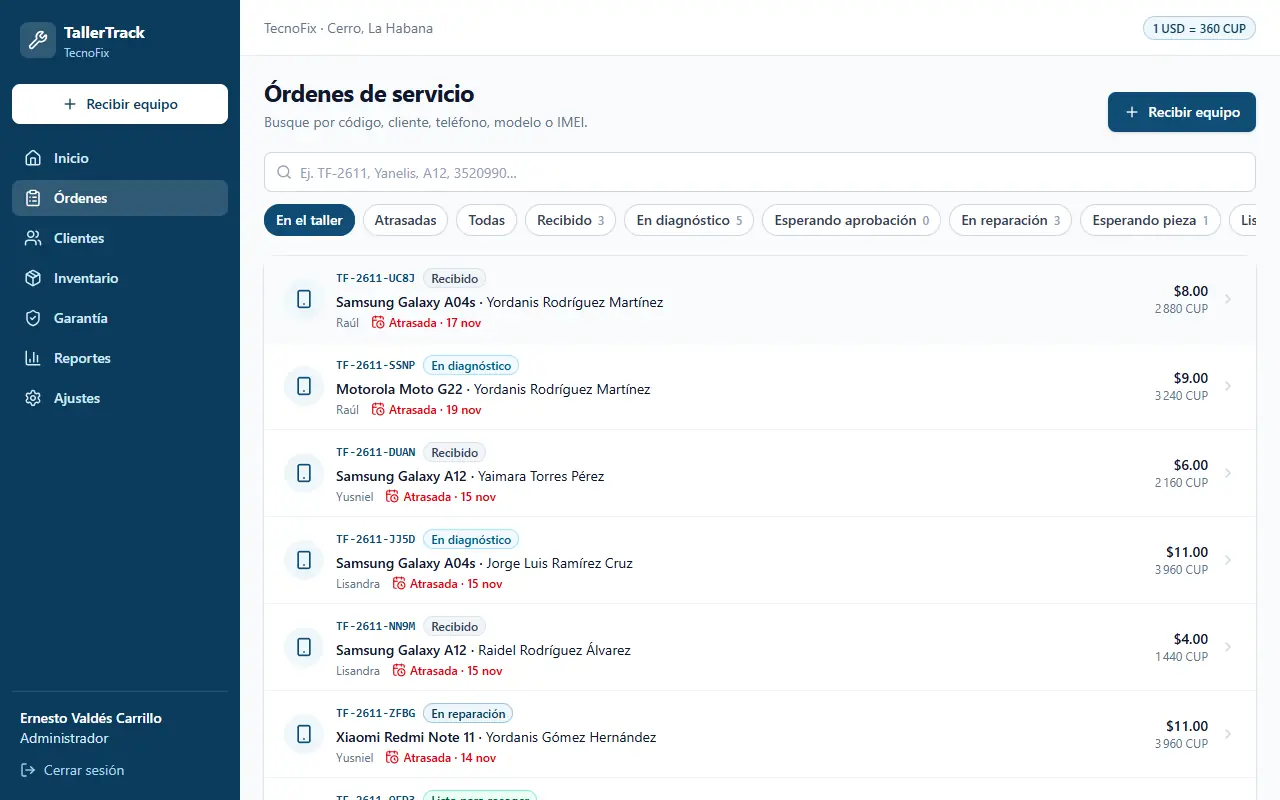 TallerTrack
TecnoFix
Recibir equipo
Inicio
Órdenes
Clientes
Inventario
Garantía
Reportes
Ajustes
Ernesto Valdés Carrillo
Administrador
Cerrar sesión
TecnoFix · Cerro, La Habana
1 USD = 360 CUP
Órdenes de servicio
Busque por código, cliente, teléfono, modelo o IMEI.
Recibir equipo
Ej. TF-2611, Yanelis, A12, 3520990...
En el taller Atrasadas Todas Recibido 3 En diagnóstico 5 Esperando aprobación 0 En reparación 3 Esperando pieza 1 Lis
TF-2611-UC8J Recibido
Samsung Galaxy A04s · Yordanis Rodríguez Martínez
Raúl Atrasada · 17 nov
$8.00
2 880 CUP
TF-2611-SSNP En diagnóstico
Motorola Moto G22 · Yordanis Rodríguez Martínez
Raúl Atrasada · 19 nov
$9.00
3 240 CUP
TF-2611-DUAN Recibido
Samsung Galaxy A12 · Yaimara Torres Pérez
Yusniel Atrasada · 15 nov
$6.00
2 160 CUP
TF-2611-JJ5D En diagnóstico
Samsung Galaxy A04s · Jorge Luis Ramírez Cruz
Lisandra Atrasada · 15 nov
$11.00
3 960 CUP
TF-2611-NN9M Recibido
Samsung Galaxy A12 · Raidel Rodríguez Álvarez
Lisandra Atrasada · 15 nov
$4.00
1 440 CUP
TF-2611-ZFBG En reparación
Xiaomi Redmi Note 11 · Yordanis Gómez Hernández
Yusniel Atrasada · 14 nov
$11.00
3 960 CUP